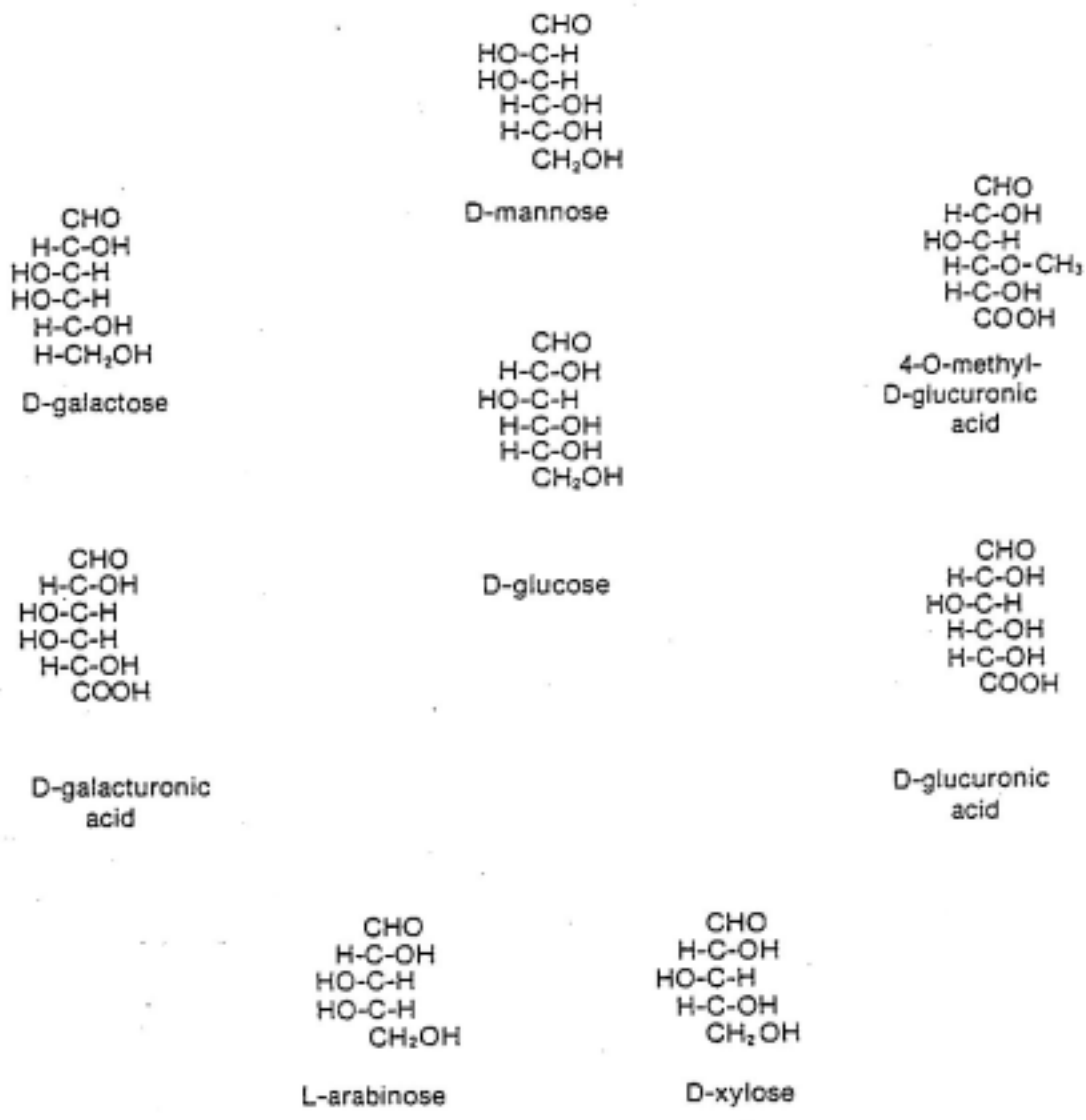 CHO
HO-C-H
HO-C-H
H-C-OH
H-C-OH
CH₂OH
D-mannose
CHO
H-C-OH
HO-C-H
HO-C-H
H-C-OH
H-CH₂OH
D-galactose
CHO
H-C-OH
HO-C-H
H-C-O-CH₃
H-C-OH
COOH
4-O-methyl-
D-glucuronic
acid
CHO
H-C-OH
HO-C-H
H-C-OH
H-C-OH
CH₂OH
D-glucose
CHO
H-C-OH
HO-C-H
HO-C-H
H-C-OH
COOH
D-galacturonic
acid
CHO
H-C-OH
HO-C-H
H-C-OH
H-C-OH
COOH
D-glucuronic
acid
CHO
H-C-OH
HO-C-H
HO-C-H
CH₂OH
L-arabinose
CHO
H-C-OH
HO-C-H
H-C-OH
CH₂OH
D-xylose